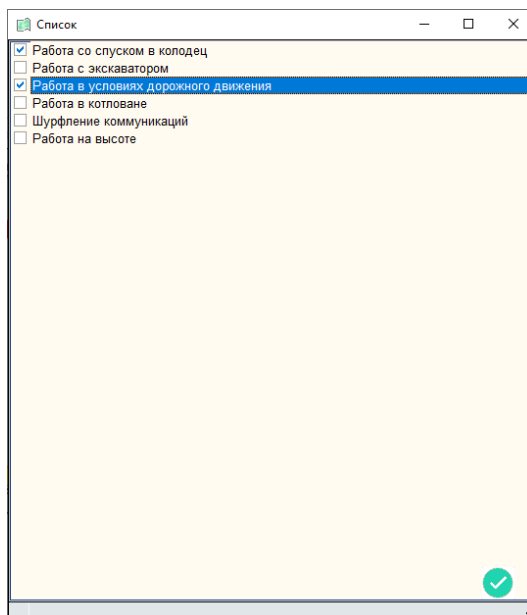 Список
Работа со спуском в колодец
Работа с экскаватором
Работа в условиях дорожного движения
Работа в котловане
Шурфление коммуникаций
Работа на высоте